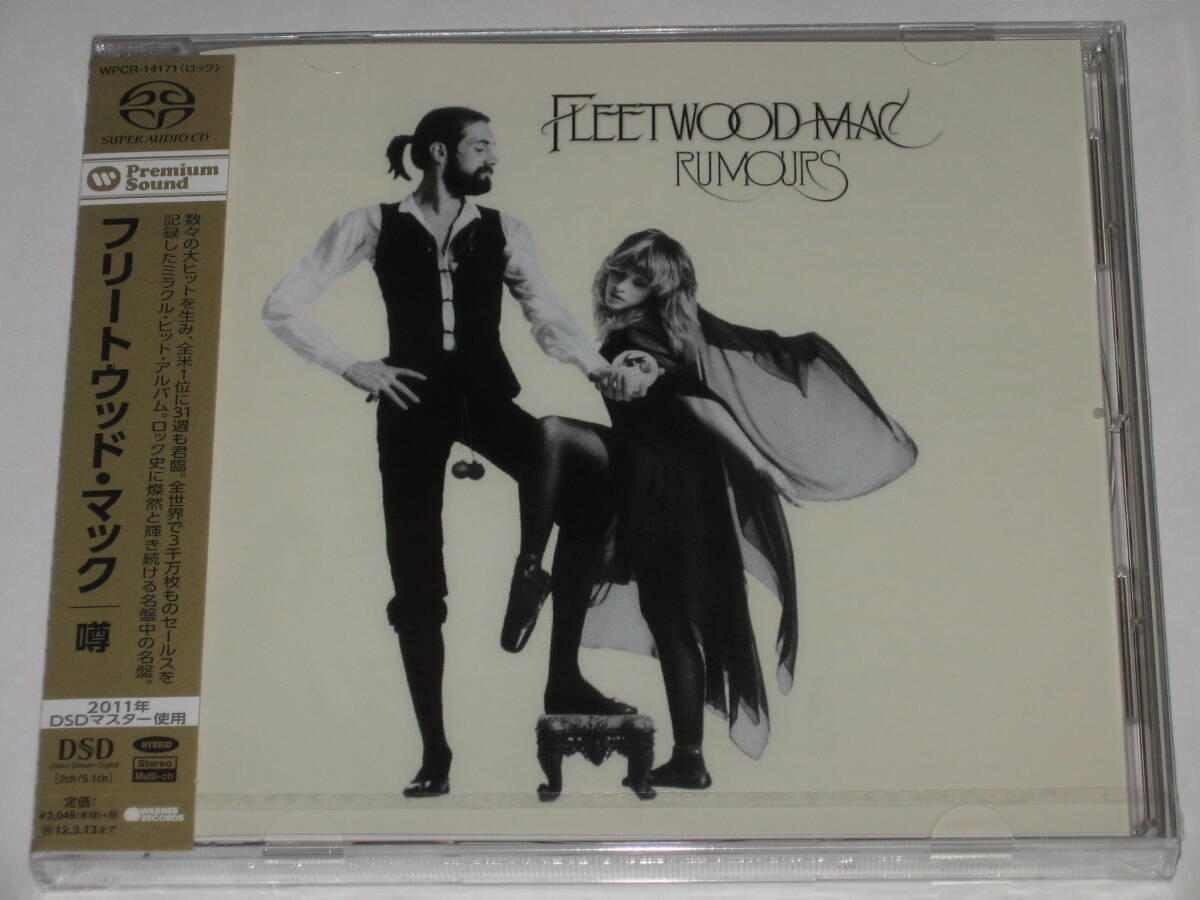 WPCR-14171 (ロック)
SUPER AUDIO CD
Premium
Sound
フリートウッド・マック | 噂
数々の大ヒットを生み、全米1位に31週も君臨。全世界で3千万枚ものセールスを
記録したミラクル・ヒット・アルバム。ロック史に燦然と輝き続ける名盤中の名盤。
2011年
DSDマスター使用
DSD
Direct Stream Digital
[2ch/5.1ch]
HYBRID
Stereo
Multi-ch
定価:
¥3,048(本体)+税
12.3.13まで
WARNER
RECORDS
FLEETWOOD MAC
RUMOURS